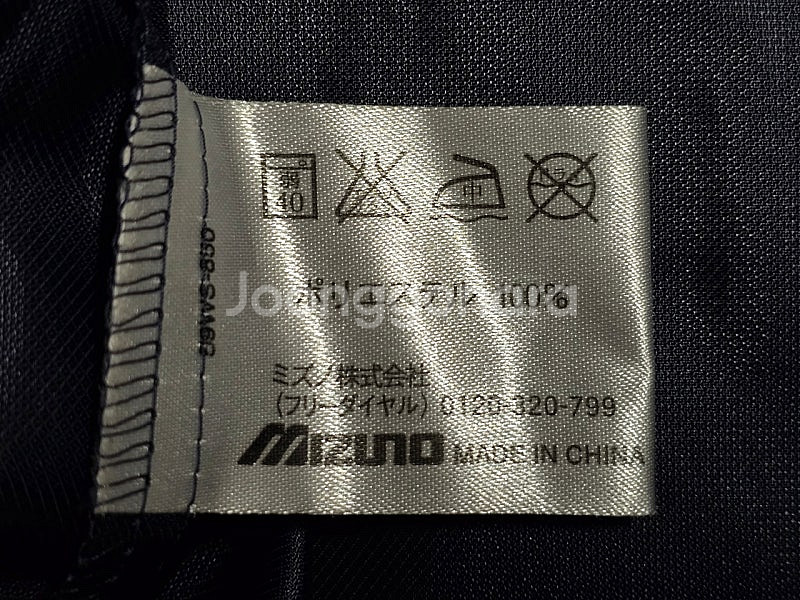 弱
40
中
ポリエステル 100%
ミズノ株式会社
(フリーダイヤル) 0120-320-799
MIZUNO MADE IN CHINA